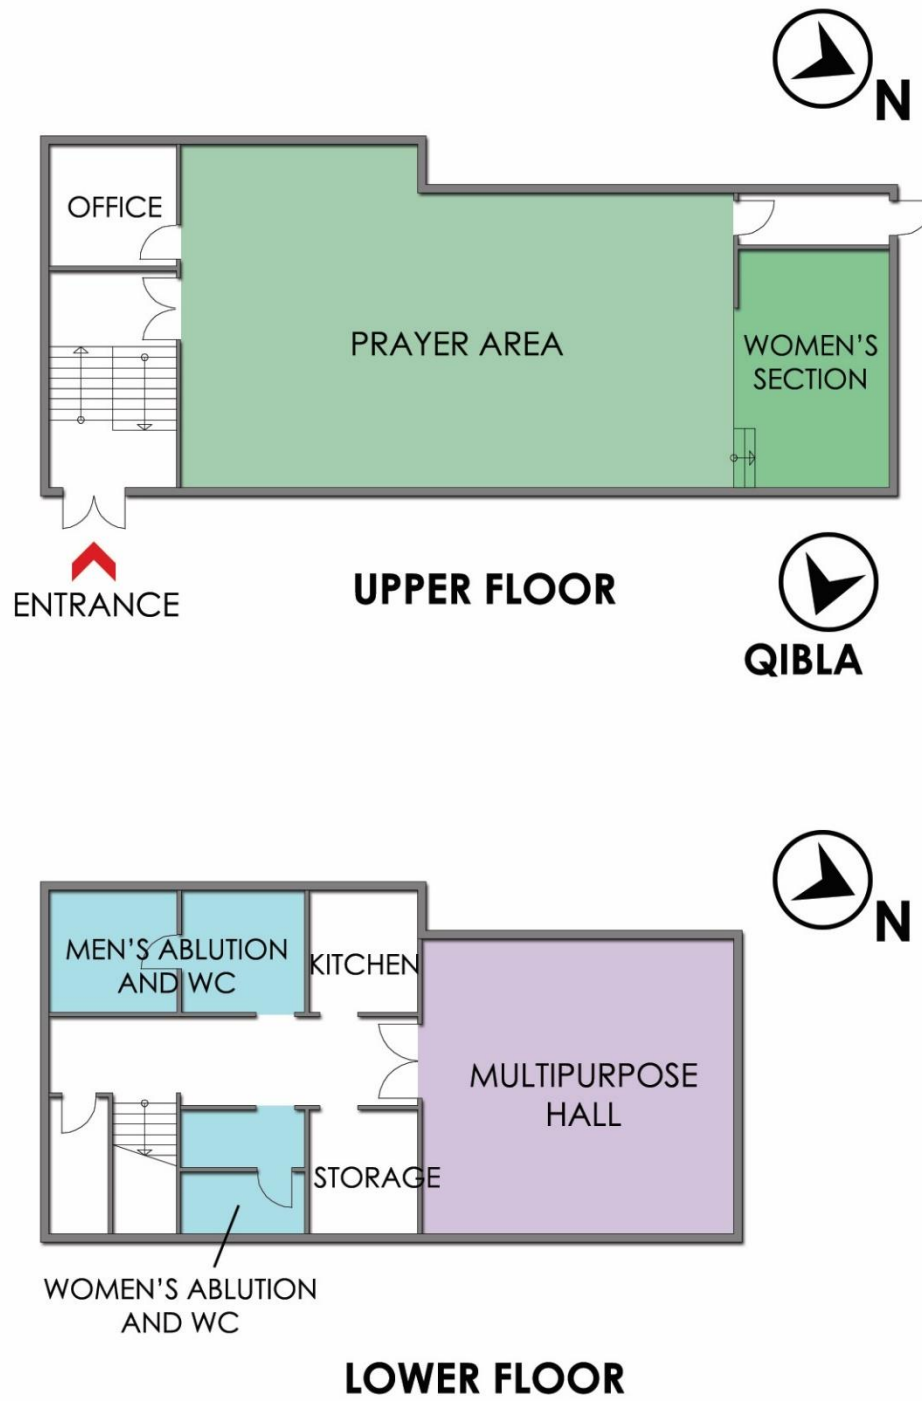 N
OFFICE
PRAYER AREA
WOMEN'S
SECTION
ENTRANCE
UPPER FLOOR
QIBLA
N
MEN'S ABLUTION
AND WC
KITCHEN
MULTIPURPOSE
HALL
STORAGE
WOMEN'S ABLUTION
AND WC
LOWER FLOOR